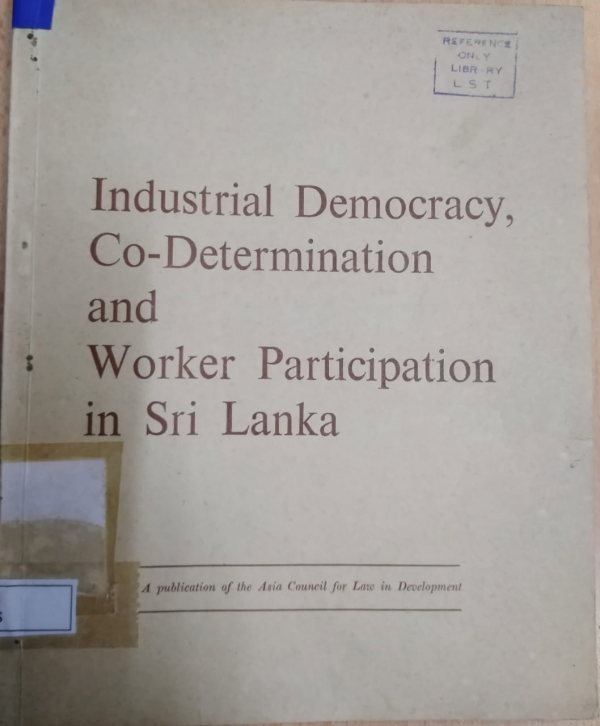 REFERENCE
ONLY
LIBRARY
L S T
Industrial Democracy,
Co-Determination
and
Worker Participation
in Sri Lanka
A publication of the Asia Council for Law in Development